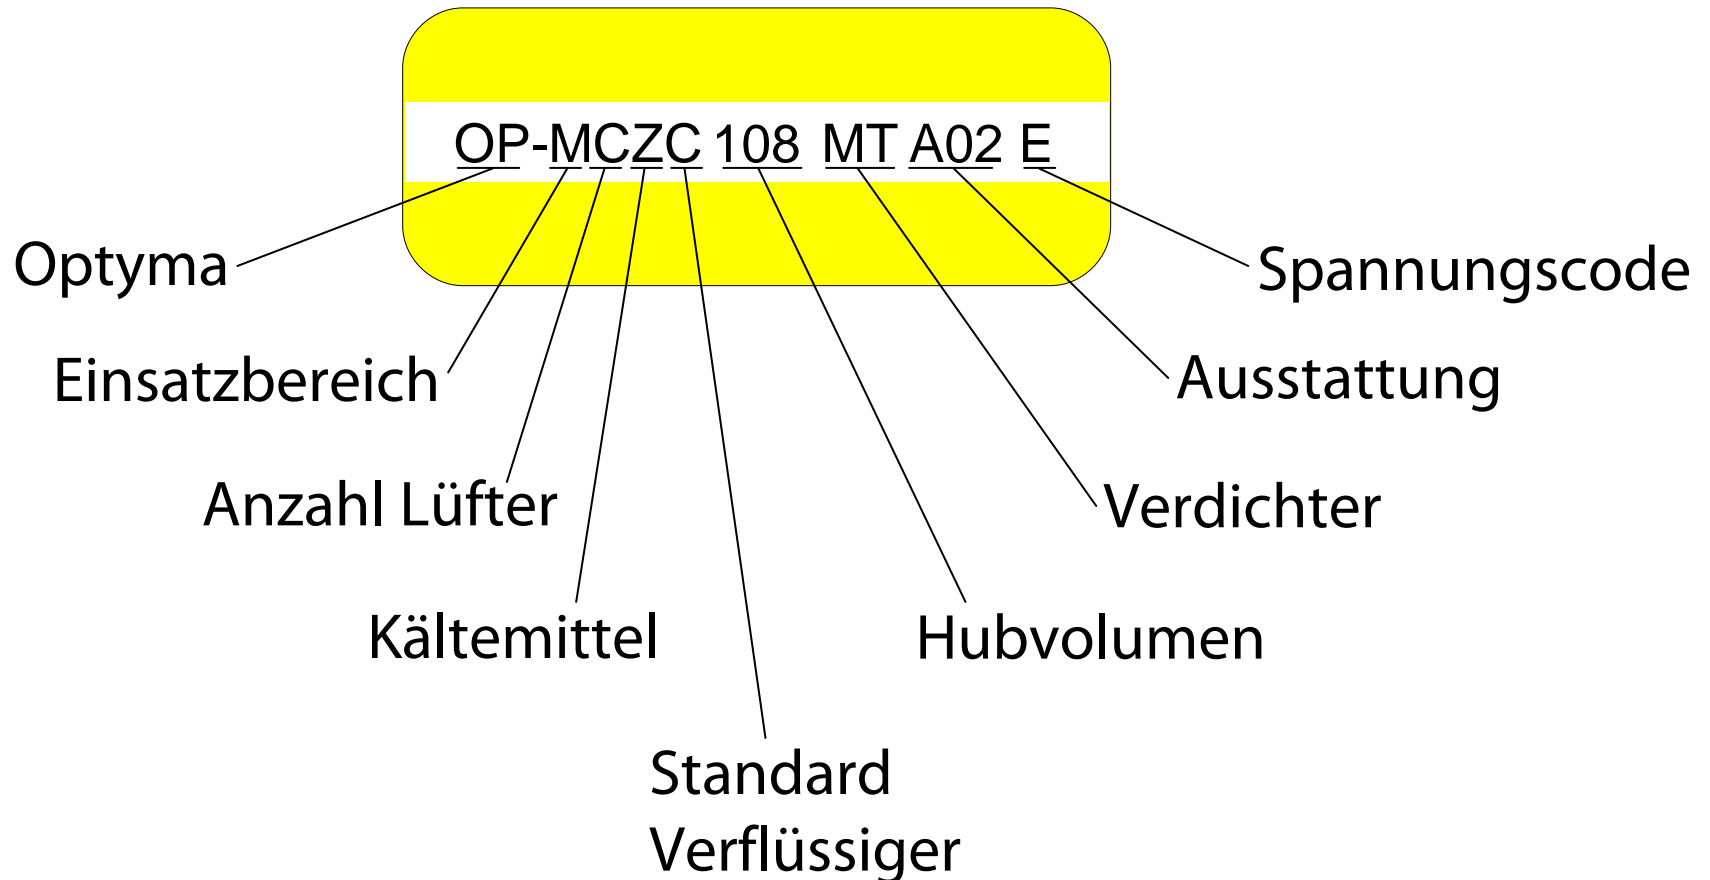 OP-MCZC 108 MT A02 E
Optyma
Spannungscode
Einsatzbereich
Ausstattung
Anzahl Lüfter
Verdichter
Kältemittel
Hubvolumen
Standard
Verflüssiger